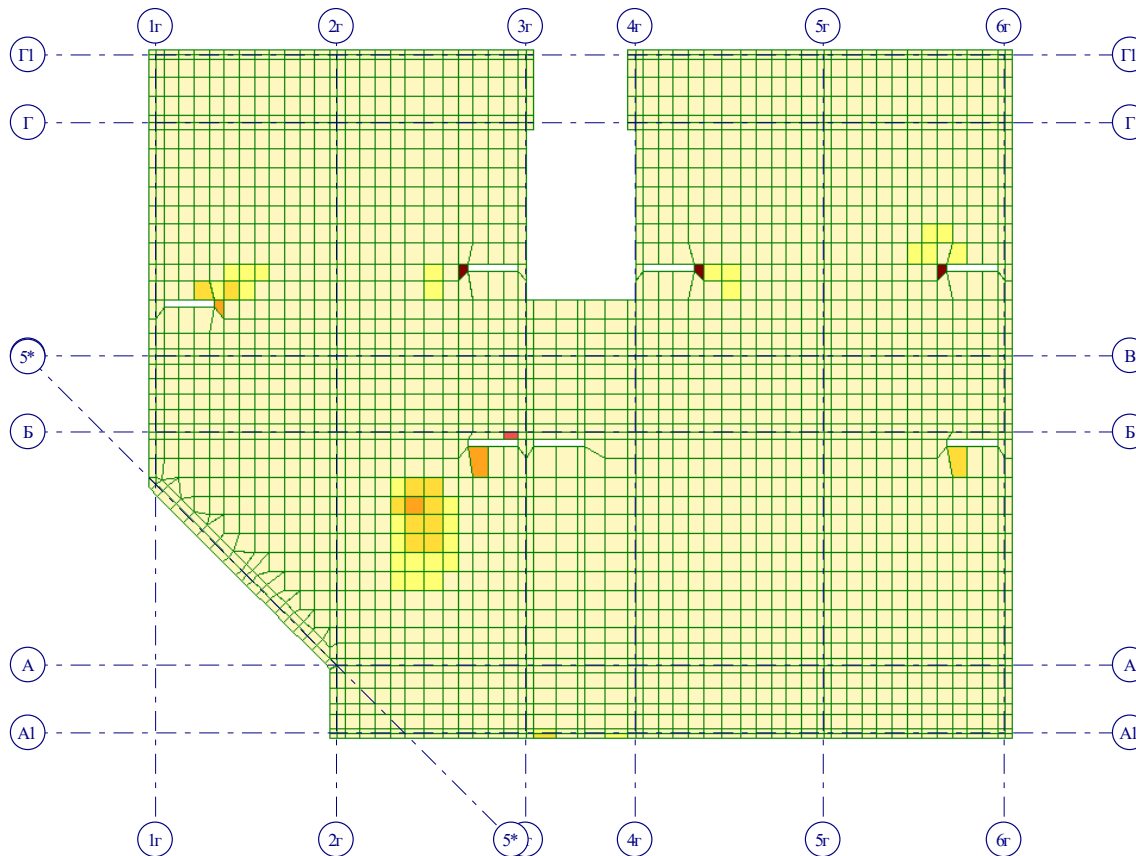 1г 2г 3г 4г 5г 6г
Г1 Г1
Г Г
5* В
Б Б
А А
А1 А1
1г 2г 5* г 4г 5г 6г